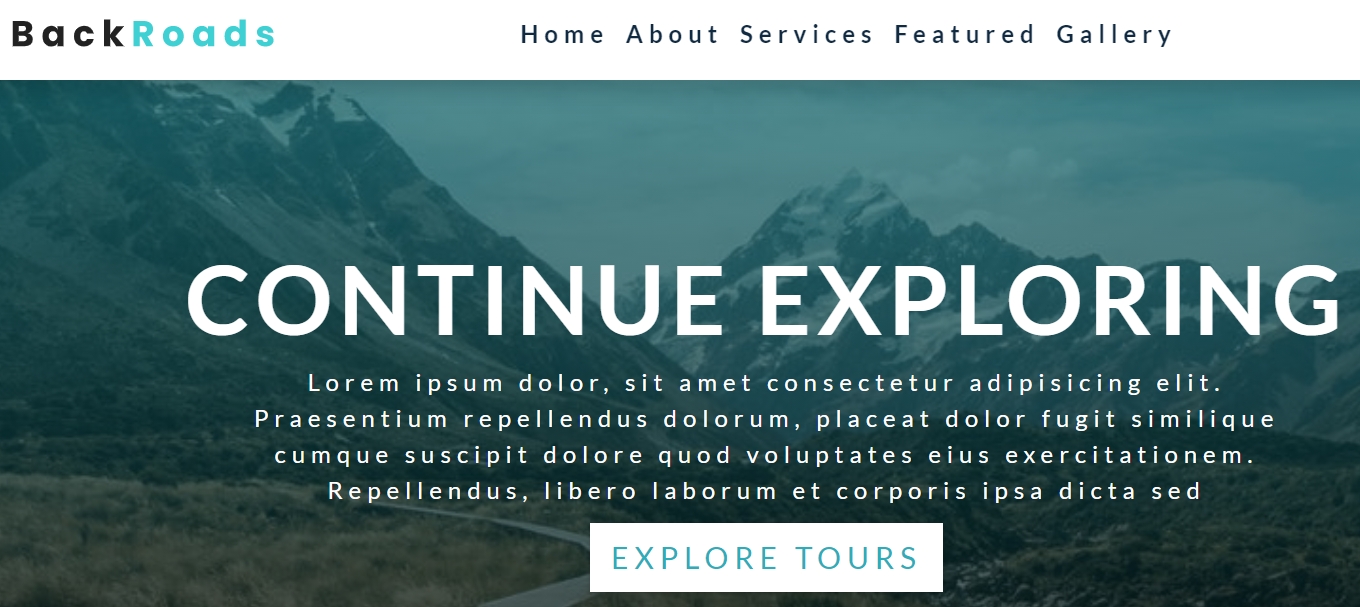 BackRoads
Home About Services Featured Gallery
CONTINUE EXPLORING
Lorem ipsum dolor, sit amet consectetur adipisicing elit.
Praesentium repellendus dolorum, placeat dolor fugit similique
cumque suscipit dolore quod voluptates eius exercitationem.
Repellendus, libero laborum et corporis ipsa dicta sed
EXPLORE TOURS